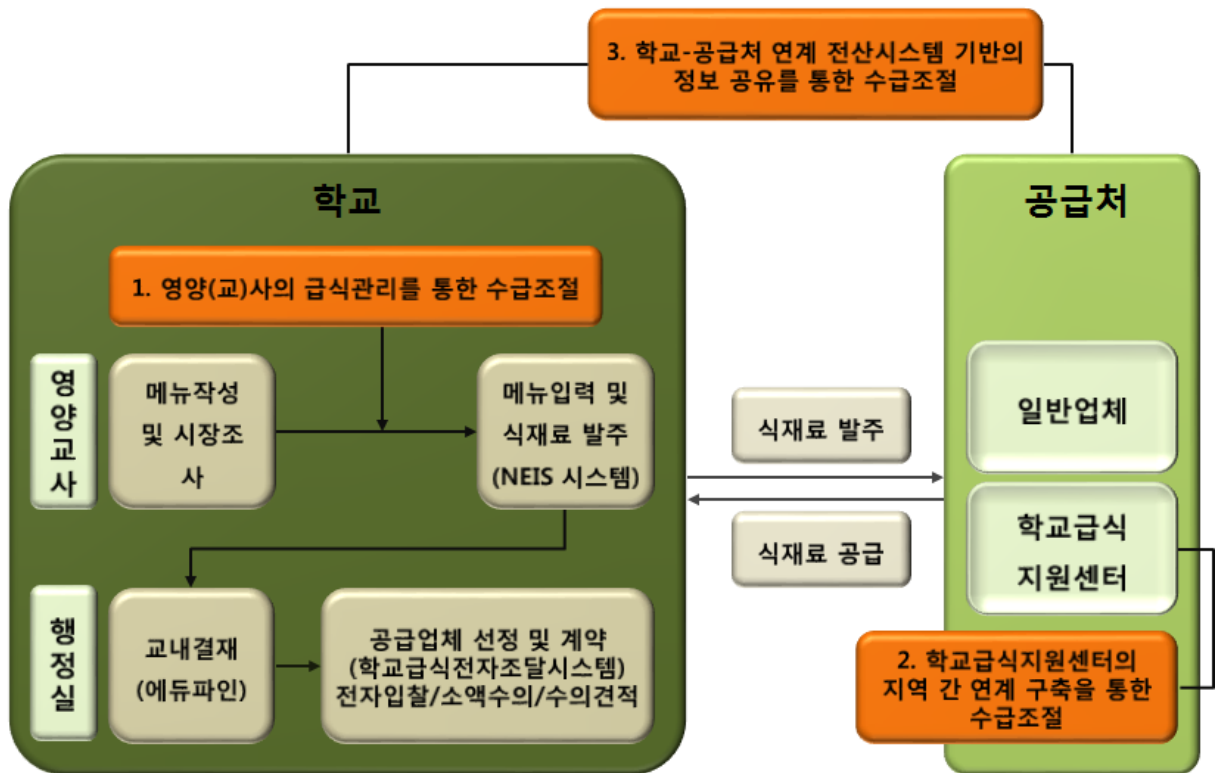 3. 학교-공급처 연계 전산시스템 기반의
정보 공유를 통한 수급조절
학교
공급처
1. 영양(교)사의 급식관리를 통한 수급조절
영
양
교
사
메뉴작성
및 시장조
사
메뉴입력 및
식재료 발주
(NEIS 시스템)
식재료 발주
식재료 공급
일반업체
학교급식
지원센터
행
정
실
교내결재
(에듀파인)
공급업체 선정 및 계약
(학교급식전자조달시스템)
전자입찰/소액수의/수의견적
2. 학교급식지원센터의
지역 간 연계 구축을 통한
수급조절